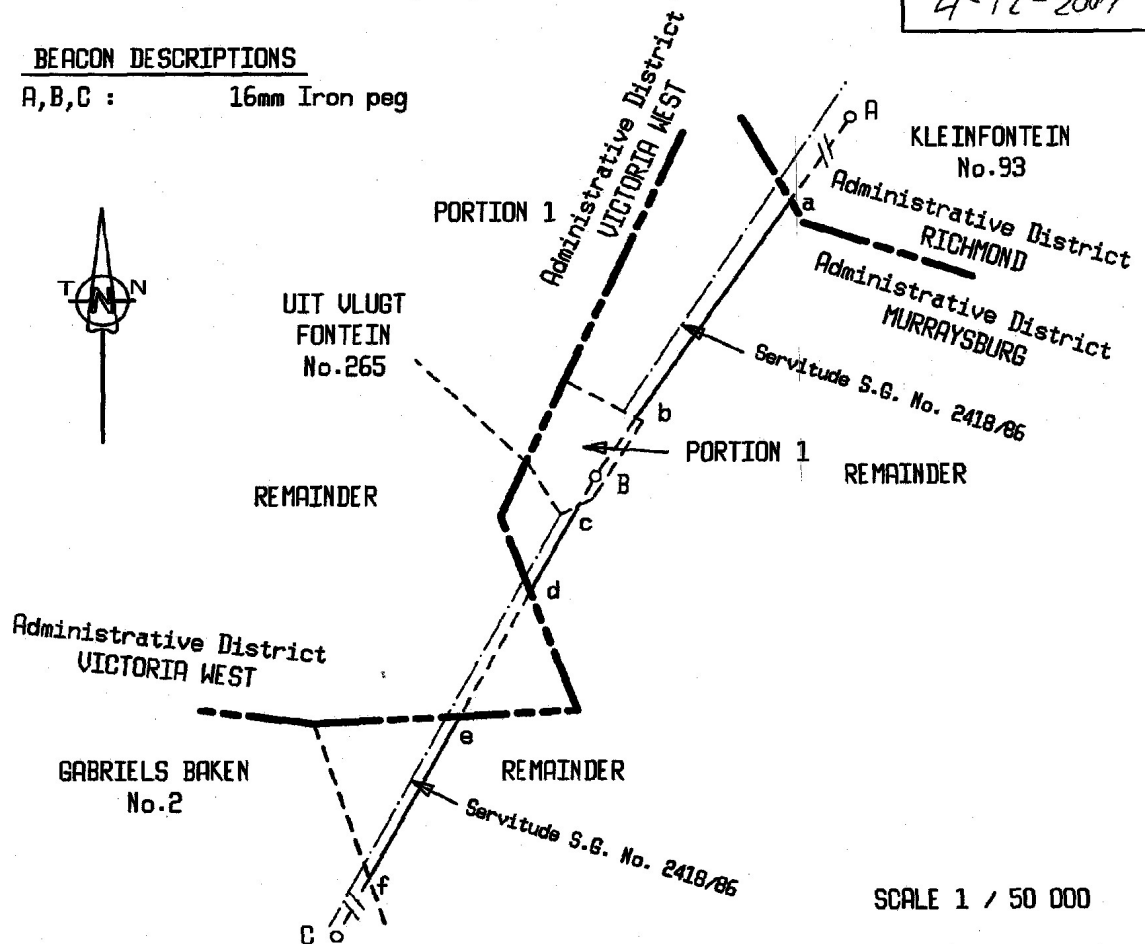 4-12-2007
BEACON DESCRIPTIONS
A,B,C : 16mm Iron peg
Administrative District
VICTORIA WEST
A
KLEINFONTEIN
No.93
a
Administrative District
RICHMOND
Administrative District
MURRAYSBURG
PORTION 1
T N N
UIT VLUGT
FONTEIN
No.265
Servitude S.G. No. 2418/86
b
PORTION 1
REMAINDER
B
REMAINDER
c
d
Administrative District
VICTORIA WEST
e
GABRIELS BAKEN
No.2
REMAINDER
Servitude S.G. No. 2418/86
f
C
SCALE 1 / 50 000